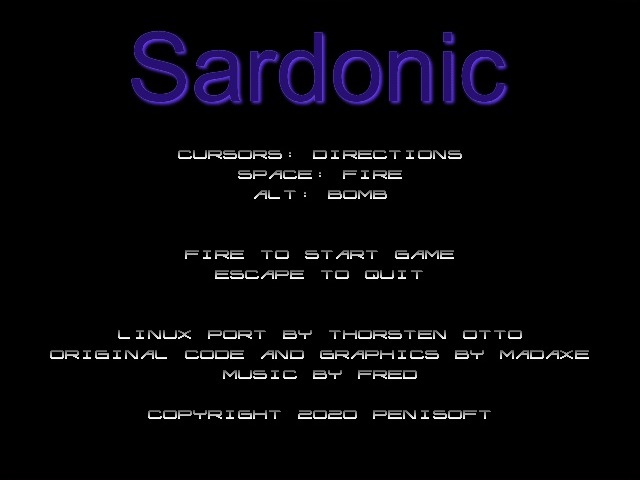 Sardonic
CURSORS: DIRECTIONS
SPACE: FIRE
ALT: BOMB
FIRE TO START GAME
ESCAPE TO QUIT
LINUX PORT BY THORSTEN OTTO
ORIGINAL CODE AND GRAPHICS BY MADAXE
MUSIC BY FRED
COPYRIGHT 2020 PENISOFT